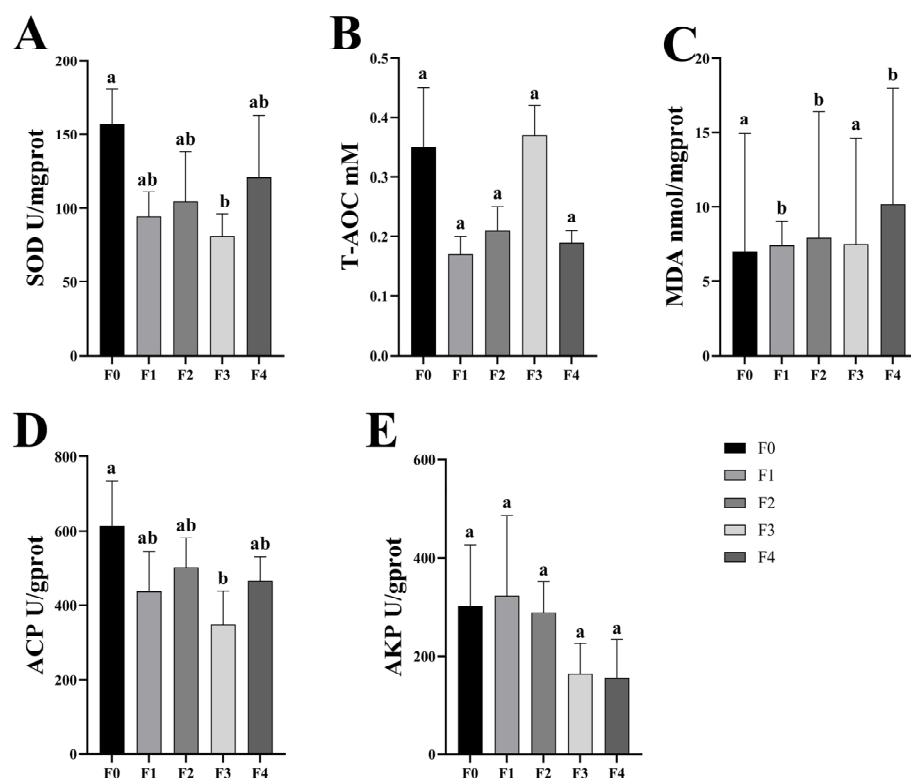 A
SOD U/mgprot
200
150
100
50
0
a
ab
ab
b
ab
F0
F1
F2
F3
F4
B
T-AOC mM
0.5
0.4
0.3
0.2
0.1
0.0
a
a
a
a
a
F0
F1
F2
F3
F4
C
MDA nmol/mgprot
20
15
10
5
0
a
b
b
a
b
F0
F1
F2
F3
F4
D
ACP U/gprot
800
600
400
200
0
a
ab
ab
b
ab
F0
F1
F2
F3
F4
E
AKP U/gprot
600
400
200
0
a
a
a
a
a
F0
F1
F2
F3
F4
F0
F1
F2
F3
F4